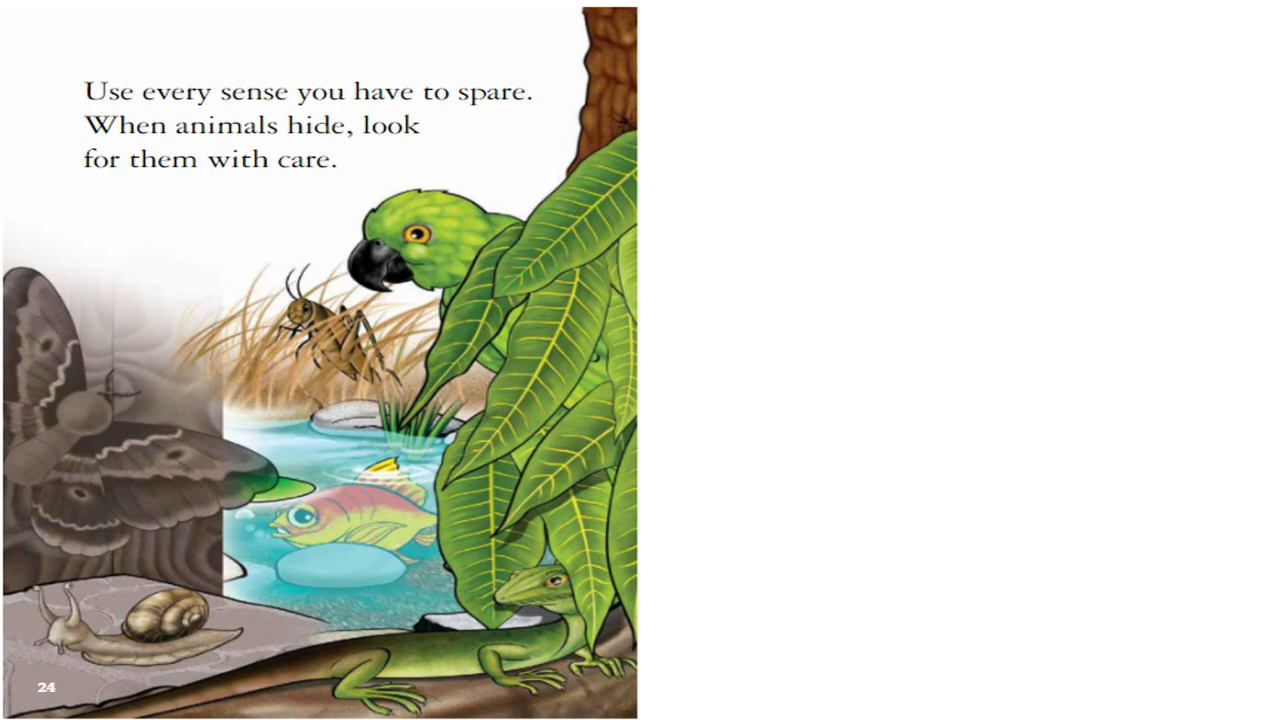 Use every sense you have to spare.
When animals hide, look
for them with care.
24